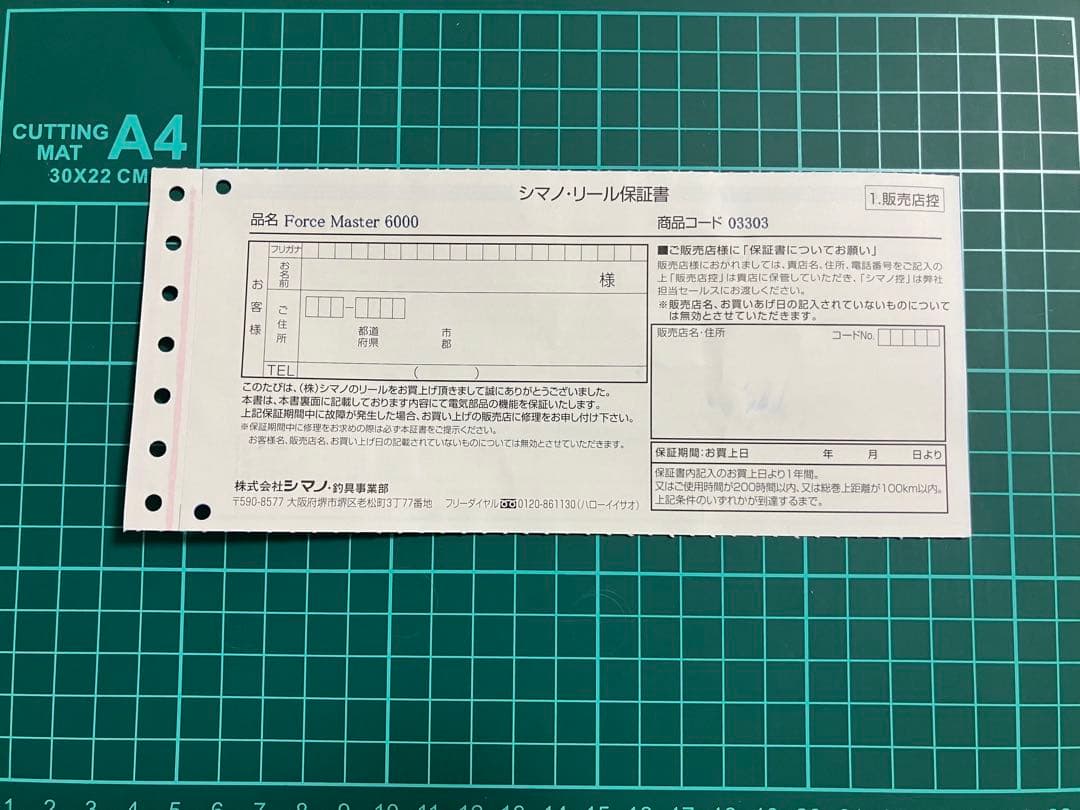 CUTTING A4
MAT
30X22 CM
シマノ・リール保証書
1.販売店控
品名 Force Master 6000
商品コード 03303
フリガナ
お客様
お名前
様
ご住所
都道府県
市郡
TEL ( )
このたびは、(株)シマノのリールをお買上げ頂きまして誠にありがとうございました。
本書は、本書裏面に記載しております内容にて電気部品の機能を保証いたします。
上記保証期間中に故障が発生した場合、お買い上げの販売店に修理をお申し付け下さい。
※保証期間中に修理をお求めの際は必ず本証書をご提示ください。
お客様名、販売店名、お買い上げ日の記載されていないものについては無効とさせていただきます。
株式会社シマノ・釣具事業部
〒590-8577 大阪府堺市堺区老松町3丁77番地 フリーダイヤル0120-861130(ハローイイサオ)
■ご販売店様に「保証書についてお願い」
販売店様におかれましては、貴店名、住所、電話番号をご記入の
上「販売店控」は貴店に保管していただき、「シマノ控」は弊社
担当セールスにお渡しください。
※販売店名、お買いあげ日の記入されていないものについて
は無効とさせていただきます。
販売店名・住所
コードNo.
保証期間:お買上日 年 月 日より
保証書内記入のお買上日より1年間。
又はご使用時間が200時間以内、又は総巻上距離が100km以内。
上記条件のいずれかが到達するまで。
1 2 3 4 5 6 7 8 9 10 11 12 13 14 15 16 17 18 19 20 21